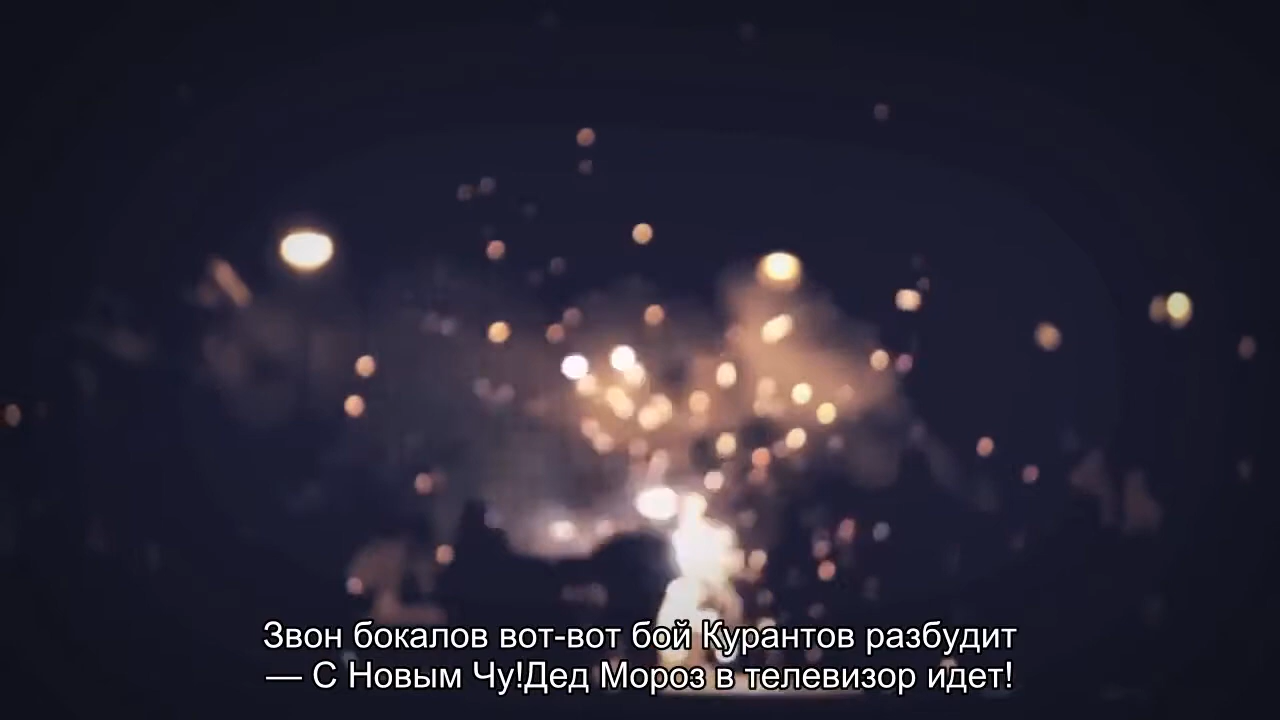 Звон бокалов вот-вот бой Курантов разбудит
— С Новым Чу!Дед Мороз в телевизор идет!